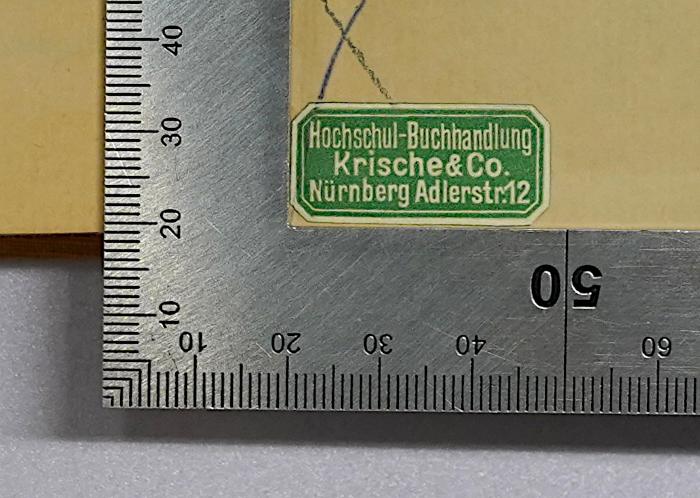 40
30
20
10
Hochschul-Buchhandlung
Krische&Co.
Nürnberg Adlerstr.12
50
10 20 30 40 60